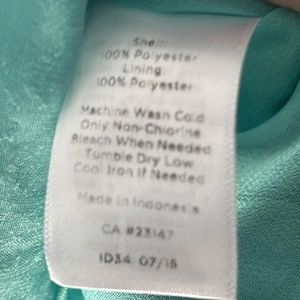 Shell:
100% Polyester
Lining:
100% Polyester
Machine Wash Cold
Only Non-Chlorine
Bleach When Needed
Tumble Dry Low
Cool Iron If Needed
Made in Indonesia
CA #23147
ID34 07/15